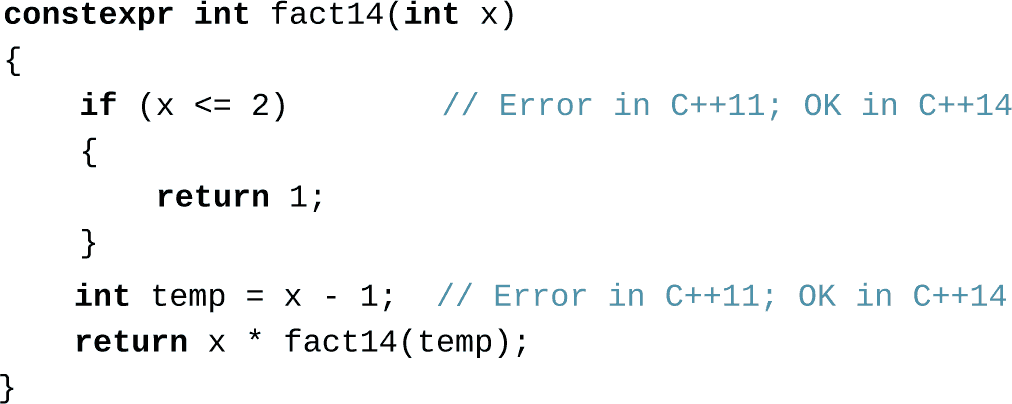 constexpr int fact14(int x)
{
    if (x <= 2)        // Error in C++11; OK in C++14
    {
        return 1;
    }
    int temp = x - 1;  // Error in C++11; OK in C++14
    return x * fact14(temp);
}